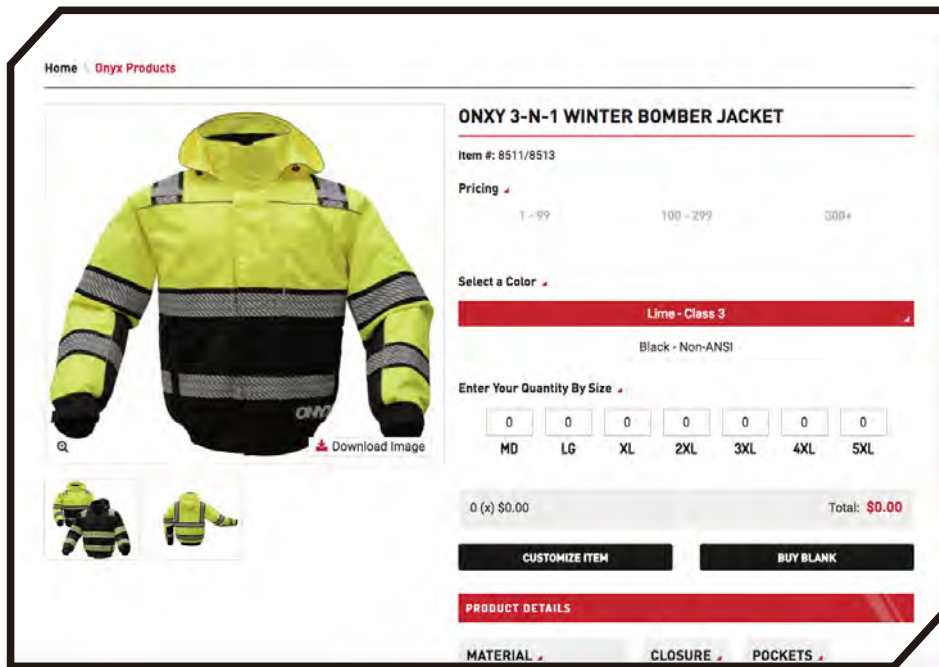 Home \ Onyx Products
ONXY 3-N-1 WINTER BOMBER JACKET
Item #: 8511/8513
Pricing
1 - 99 100 - 299 300+
Select a Color
Lime - Class 3
Black - Non-ANSI
Enter Your Quantity By Size
0 0 0 0 0 0 0
MD LG XL 2XL 3XL 4XL 5XL
ONYX
Download Image
0 (x) $0.00 Total: $0.00
CUSTOMIZE ITEM BUY BLANK
PRODUCT DETAILS
MATERIAL CLOSURE POCKETS